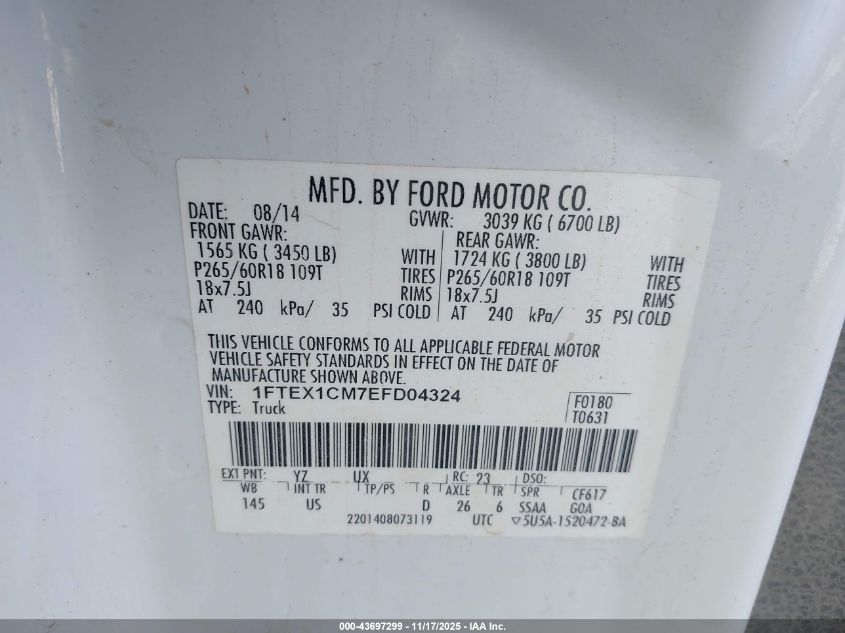 MFD. BY FORD MOTOR CO.
DATE: 08/14 GVWR: 3039 KG ( 6700 LB)
FRONT GAWR: REAR GAWR:
1565 KG ( 3450 LB) WITH 1724 KG ( 3800 LB) WITH
P265/60R18 109T TIRES P265/60R18 109T TIRES
18x7.5J RIMS 18x7.5J RIMS
AT 240 kPa/ 35 PSI COLD AT 240 kPa/ 35 PSI COLD
THIS VEHICLE CONFORMS TO ALL APPLICABLE FEDERAL MOTOR
VEHICLE SAFETY STANDARDS IN EFFECT ON THE DATE OF
MANUFACTURE SHOWN ABOVE.
VIN: 1FTEX1CM7EFD04324 F0180
TYPE: Truck T0631
EXT PNT: YZ UX RC: 23 DSO:
WB INT TR TP/PS R AXLE TR SPR CF617
145 US D 26 6 SSAA GOA
2201408073119 UTC ▽5U5A-1520472-BA
000-43697299 - 11/17/2025 - IAA Inc.